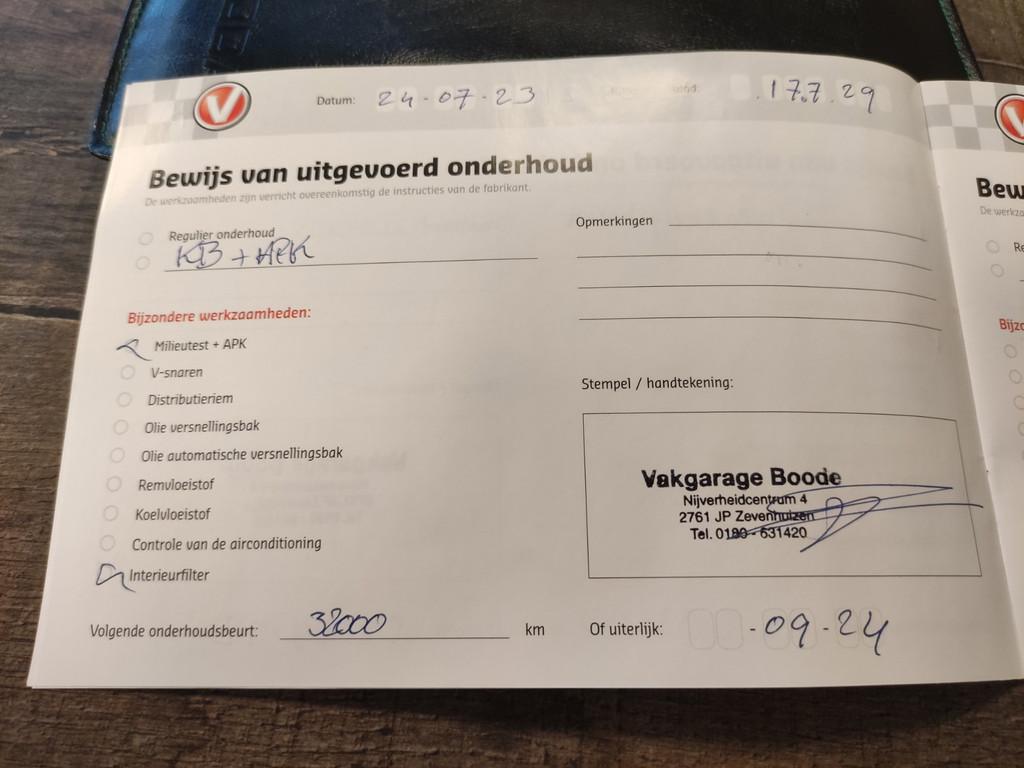 V
Datum: 24-07-23
.17.7.29
Bewijs van uitgevoerd onderhoud
De werkzaamheden zijn verricht overeenkomstig de instructies van de fabrikant.
Regulier onderhoud
KB + APK
Bijzondere werkzaamheden:
Milieutest + APK
V-snaren
Distributieriem
Olie versnellingsbak
Olie automatische versnellingsbak
Remvloeistof
Koelvloeistof
Controle van de airconditioning
Interieurfilter
Volgende onderhoudsbeurt: 32000 km
Opmerkingen
Stempel / handtekening:
Vakgarage Boode
Nijverheidcentrum 4
2761 JP Zevenhuizen
Tel. 0180 - 631420
Of uiterlijk: -09-24
V
Bew
De werkza
Re
Bijzo